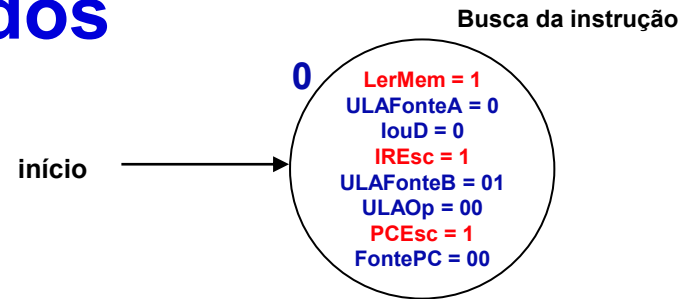 Busca da instrução
0
LerMem = 1
ULAFonteA = 0
IouD = 0
início
IREsc = 1
ULAFonteB = 01
ULAOp = 00
PCEsc = 1
FontePC = 00